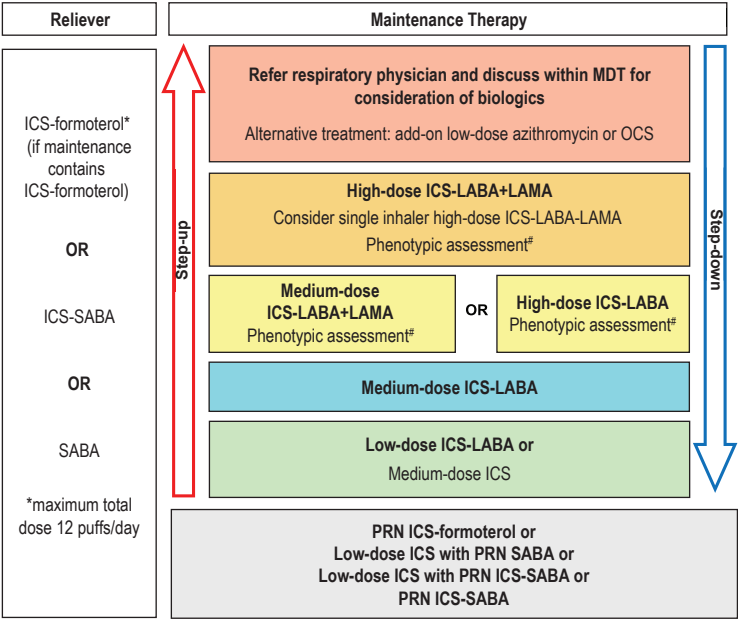 Reliever
Maintenance Therapy
ICS-formoterol*
(if maintenance
contains
ICS-formoterol)
OR
ICS-SABA
OR
SABA
*maximum total
dose 12 puffs/day
Step-up
Refer respiratory physician and discuss within MDT for
consideration of biologics
Alternative treatment: add-on low-dose azithromycin or OCS
High-dose ICS-LABA+LAMA
Consider single inhaler high-dose ICS-LABA-LAMA
Phenotypic assessment#
Medium-dose
ICS-LABA+LAMA
Phenotypic assessment#
OR
High-dose ICS-LABA
Phenotypic assessment#
Medium-dose ICS-LABA
Low-dose ICS-LABA or
Medium-dose ICS
Step-down
PRN ICS-formoterol or
Low-dose ICS with PRN SABA or
Low-dose ICS with PRN ICS-SABA or
PRN ICS-SABA